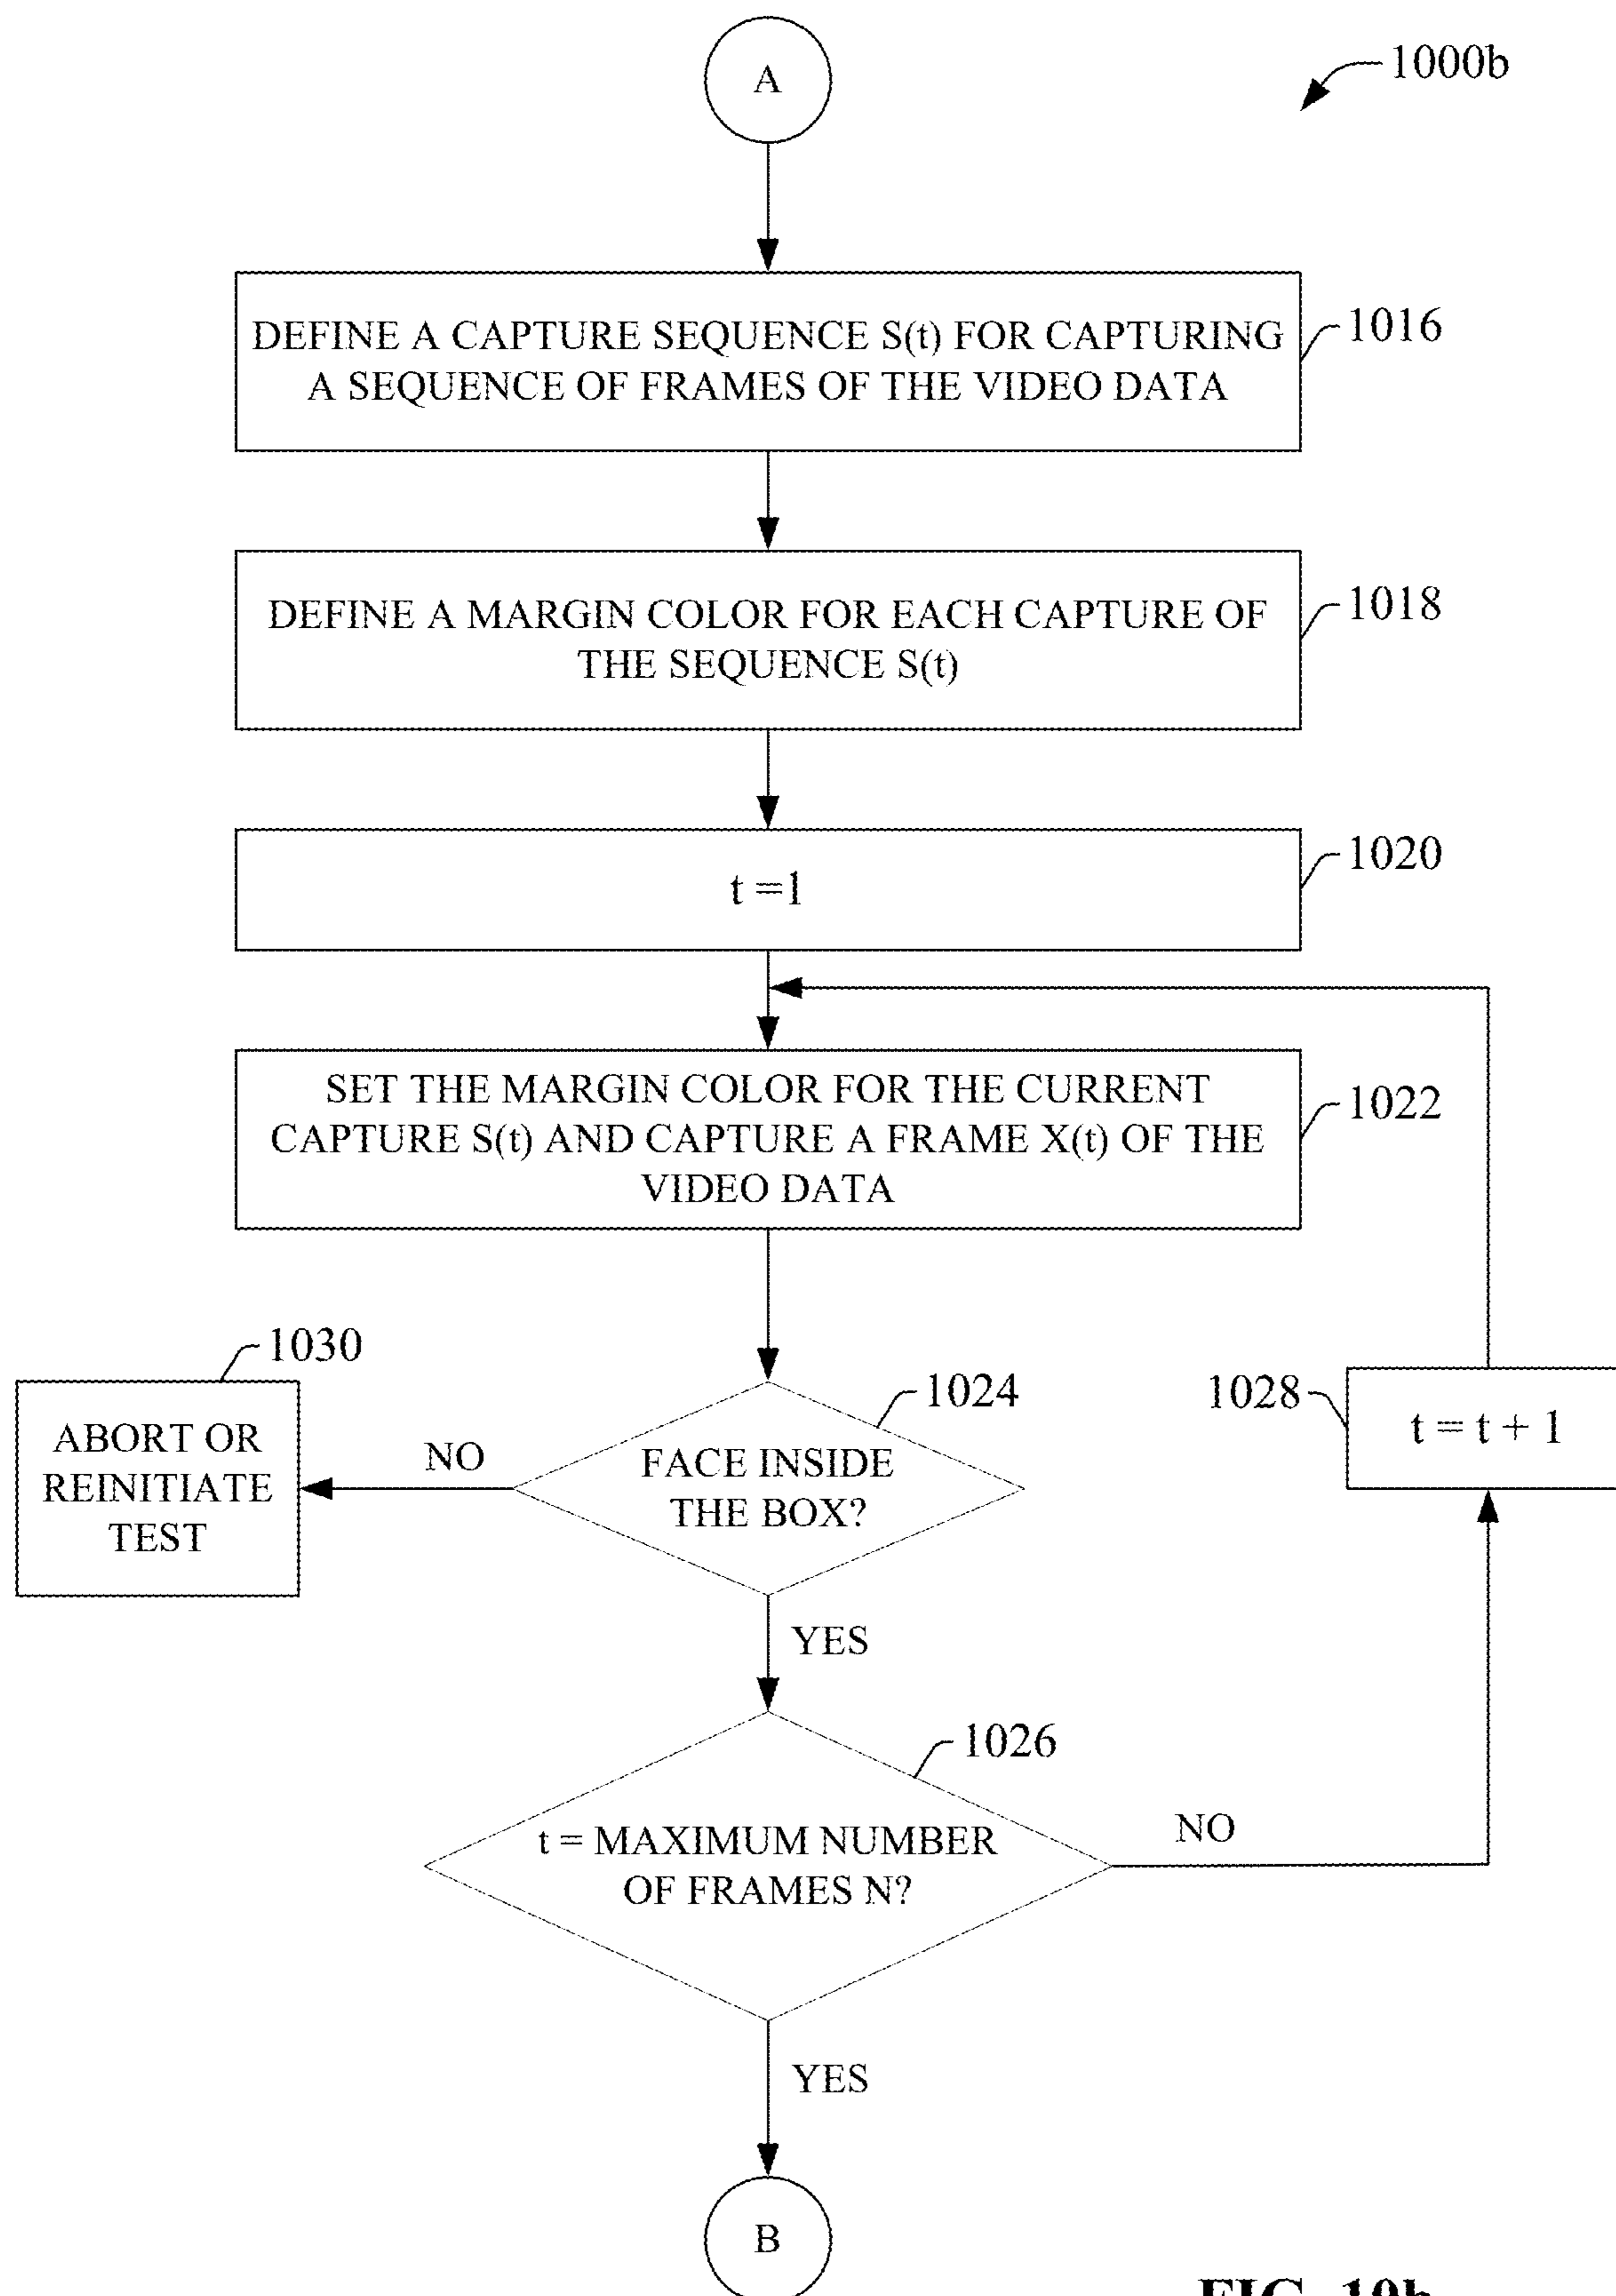 A
1000b
DEFINE A CAPTURE SEQUENCE S(t) FOR CAPTURING
A SEQUENCE OF FRAMES OF THE VIDEO DATA
1016
DEFINE A MARGIN COLOR FOR EACH CAPTURE OF
THE SEQUENCE S(t)
1018
t =1
1020
SET THE MARGIN COLOR FOR THE CURRENT
CAPTURE S(t) AND CAPTURE A FRAME X(t) OF THE
VIDEO DATA
1022
1030
ABORT OR
REINITIATE
TEST
NO
1024
FACE INSIDE
THE BOX?
1028
t = t + 1
YES
1026
t = MAXIMUM NUMBER
OF FRAMES N?
NO
YES
B
FIG. 10b